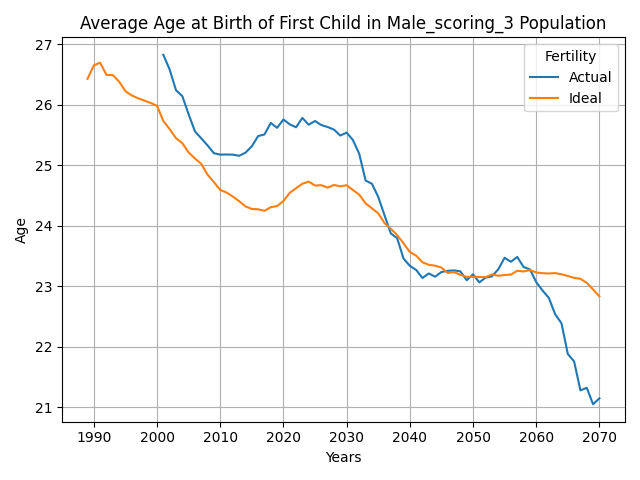 Average Age at Birth of First Child in Male_scoring_3 Population
Fertility
Actual
Ideal
Age
27
26
25
24
23
22
21
1990 2000 2010 2020 2030 2040 2050 2060 2070
Years